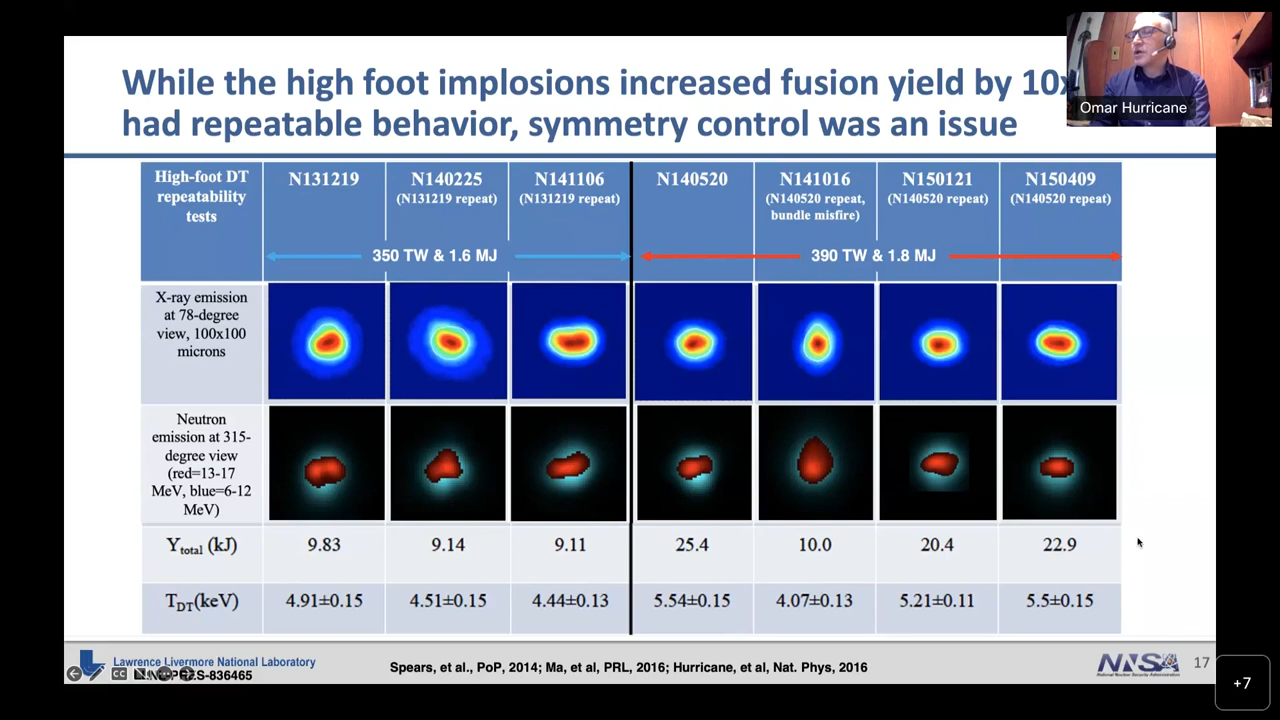 While the high foot implosions increased fusion yield by 10x
had repeatable behavior, symmetry control was an issue
Omar Hurricane
High-foot DT
repeatability
tests
N131219
N140225
(N131219 repeat)
N141106
(N131219 repeat)
N140520
N141016
(N140520 repeat,
bundle misfire)
N150121
(N140520 repeat)
N150409
(N140520 repeat)
350 TW & 1.6 MJ
390 TW & 1.8 MJ
X-ray emission
at 78-degree
view, 100x100
microns
Neutron
emission at 315-
degree view
(red=13-17
MeV, blue=6-12
MeV)
Ytotal (kJ)
9.83
9.14
9.11
25.4
10.0
20.4
22.9
TDT(keV)
4.91±0.15
4.51±0.15
4.44±0.13
5.54±0.15
4.07±0.13
5.21±0.11
5.5±0.15
Lawrence Livermore National Laboratory
CC
S-836465
Spears, et al., PoP, 2014; Ma, et al, PRL, 2016; Hurricane, et al, Nat. Phys, 2016
NNSA
National Nuclear Security Administration
17
+7